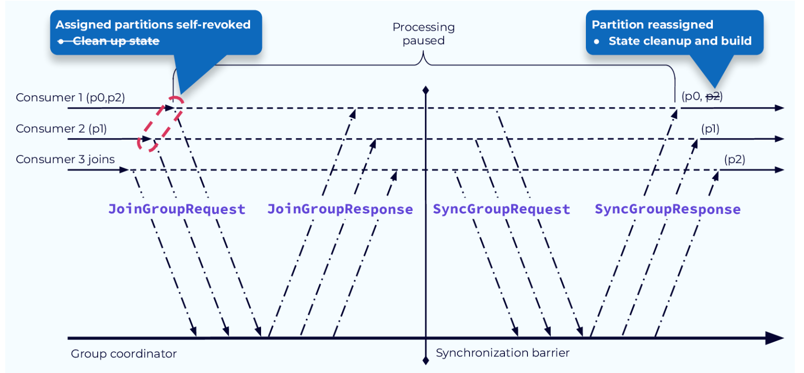 Assigned partitions self-revoked
• Clean up state
Processing
paused
Partition reassigned
• State cleanup and build
Consumer 1 (p0,p2)
(p0, p2)
Consumer 2 (p1)
(p1)
Consumer 3 joins
(p2)
JoinGroupRequest
JoinGroupResponse
SyncGroupRequest
SyncGroupResponse
Group coordinator
Synchronization barrier